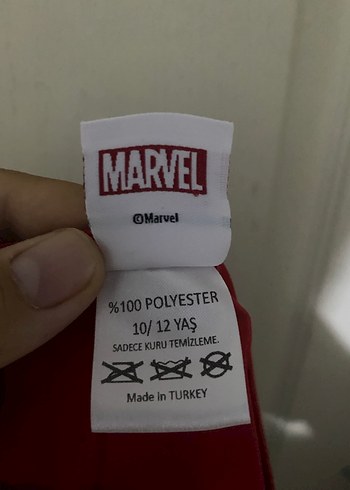 MARVEL
©Marvel
%100 POLYESTER
10/ 12 YAŞ
SADECE KURU TEMİZLEME.
Made in TURKEY